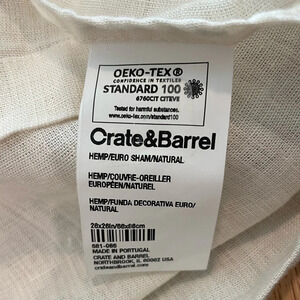 OEKO-TEX®
CONFIDENCE IN TEXTILES
STANDARD 100
6760CIT CITEVE
Tested for harmful substances.
www.oeko-tex.com/standard100
Crate&Barrel
HEMP/EURO SHAM/NATURAL
HEMP/COUVRE-OREILLER
EUROPÉEN/NATUREL
HEMP/FUNDA DECORATIVA EURO/
NATURAL
26x26in/66x66cm
581-086
MADE IN PORTUGAL
CRATE AND BARREL
NORTHBROOK, IL 60062 USA
crateandbarrel.com